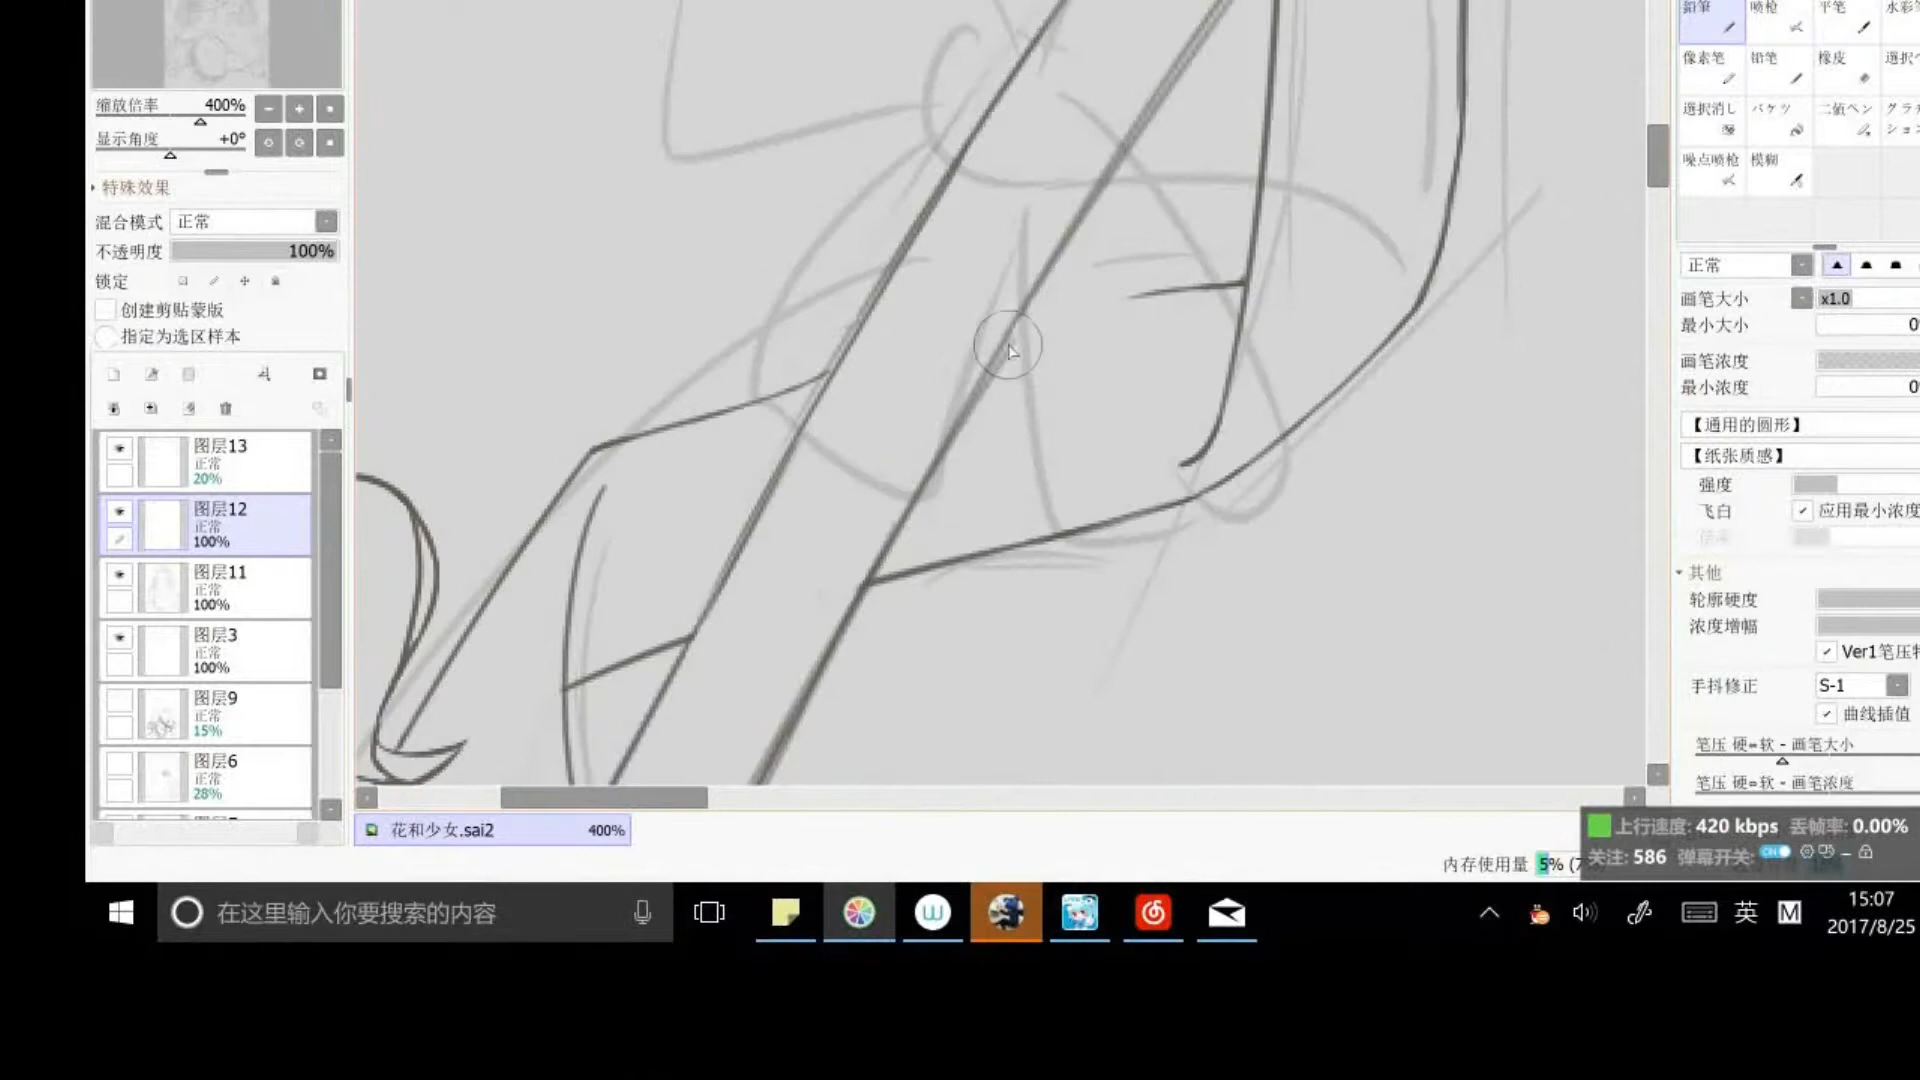 鉛筆 喷枪 平笔 水彩笔
缩放倍率 400%
显示角度 +0°
像素笔 铅笔 橡皮
選択消し バケツ 二値ペン グラデ
ション
噪点喷枪 模糊
特殊效果
混合模式 正常
不透明度 100%
锁定
创建剪贴蒙版
指定为选区样本
图层13
正常
20%
图层12
正常
100%
图层11
正常
100%
图层3
正常
100%
图层9
正常
15%
图层6
正常
28%
正常
画笔大小 x1.0
最小大小
画笔浓度
最小浓度
【通用的圆形】
【纸张质感】
强度
飞白 应用最小浓度
其他
轮廓硬度
浓度增幅
Ver1笔压
手抖修正 S-1
曲线插值
笔压 硬⇔软 - 画笔大小
笔压 硬⇔软 - 画笔浓度
花和少女.sai2 400%
上行速度: 420 kbps 丢帧率: 0.00%
内存使用量 5%
关注: 586 弹幕开关: ON
在这里输入你要搜索的内容
英 M
15:07
2017/8/25